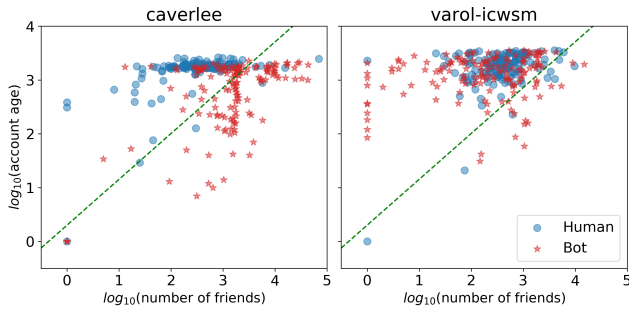 caverlee
varol-icwsm
4
3
2
1
0
log10(account age)
0 1 2 3 4 5
0 1 2 3 4 5
log10(number of friends)
log10(number of friends)
Human
Bot